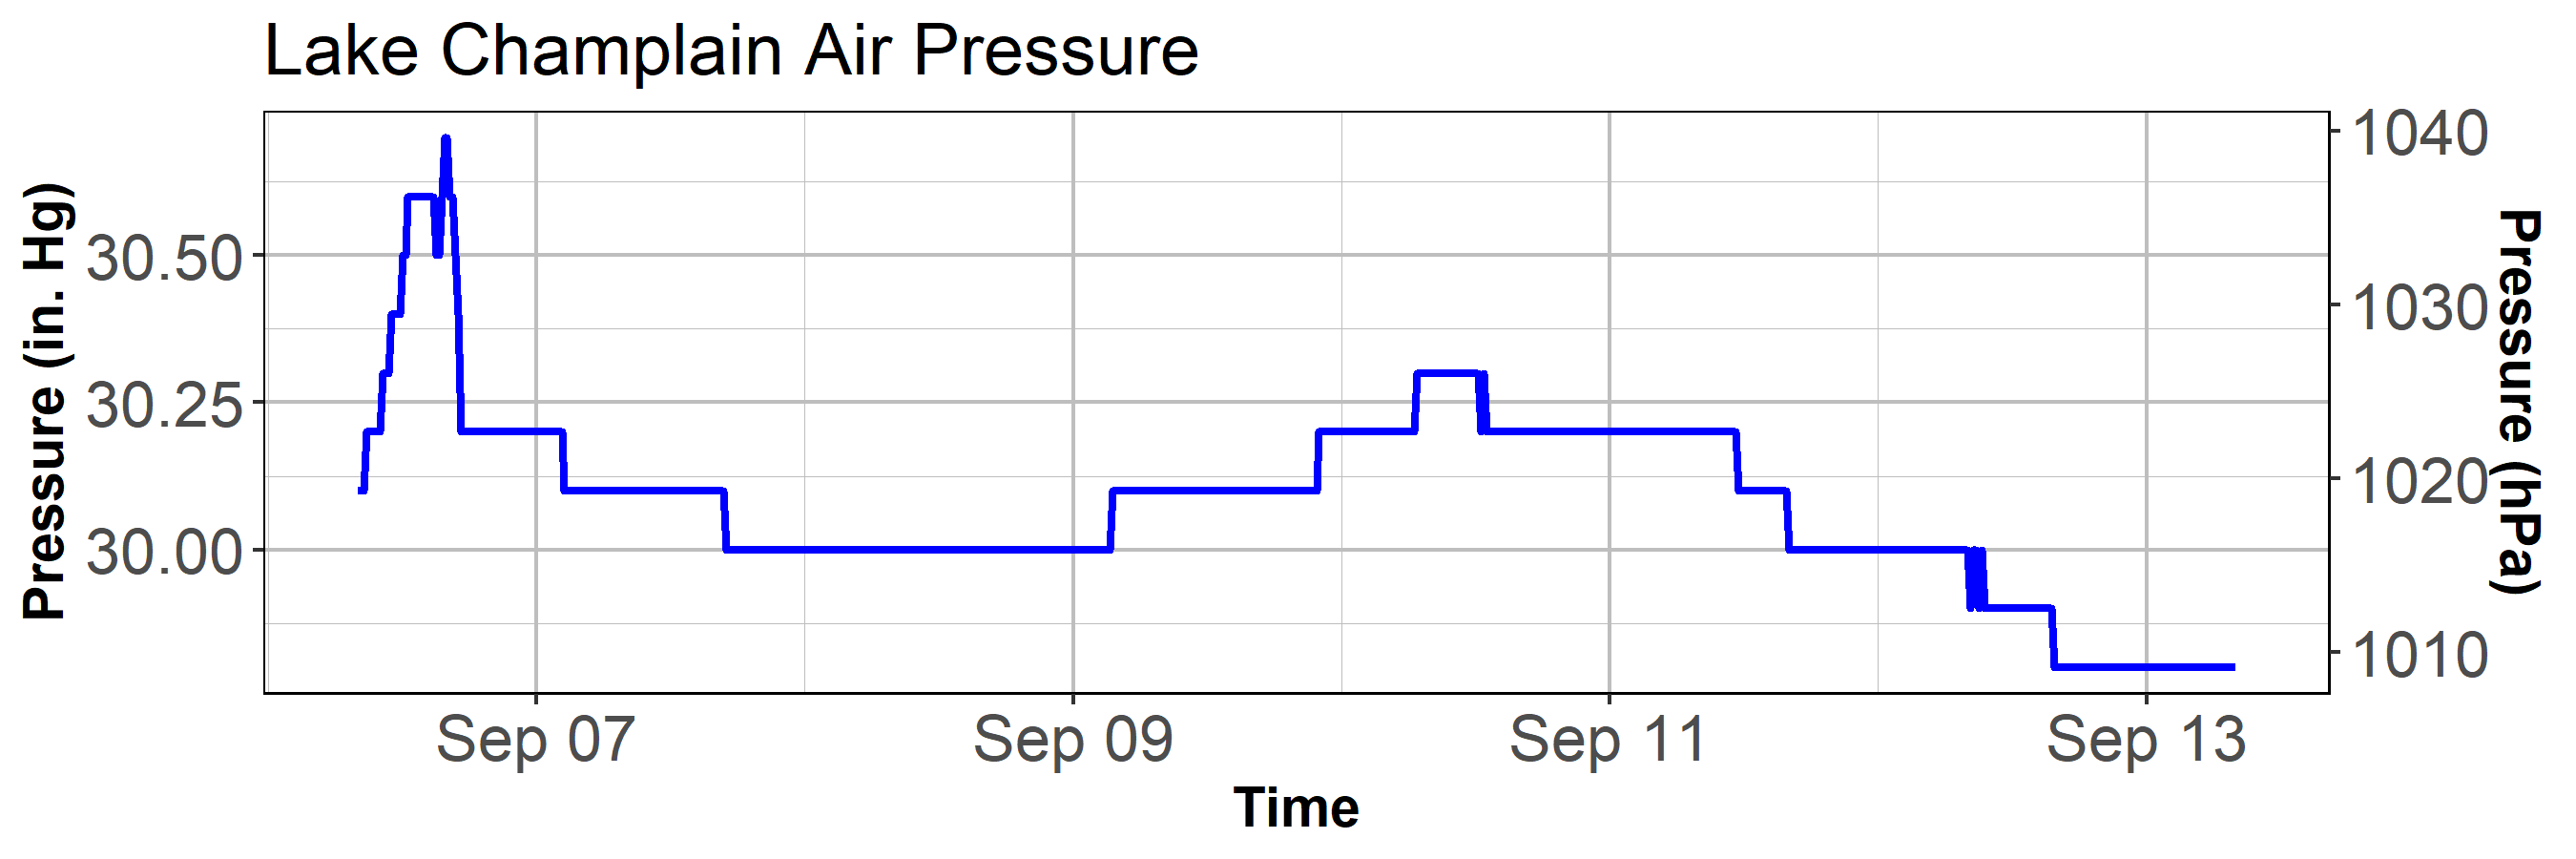 Lake Champlain Air Pressure
Pressure (in. Hg)
30.50
30.25
30.00
1040
1030
1020
1010
Pressure (hPa)
Sep 07
Sep 09
Sep 11
Sep 13
Time